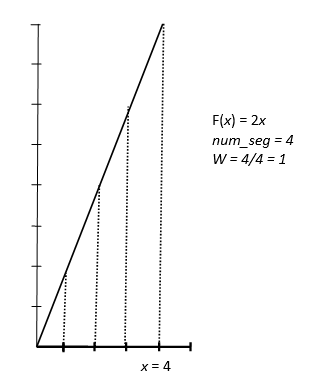 F(x) = 2x
num_seg = 4
W = 4/4 = 1
x = 4